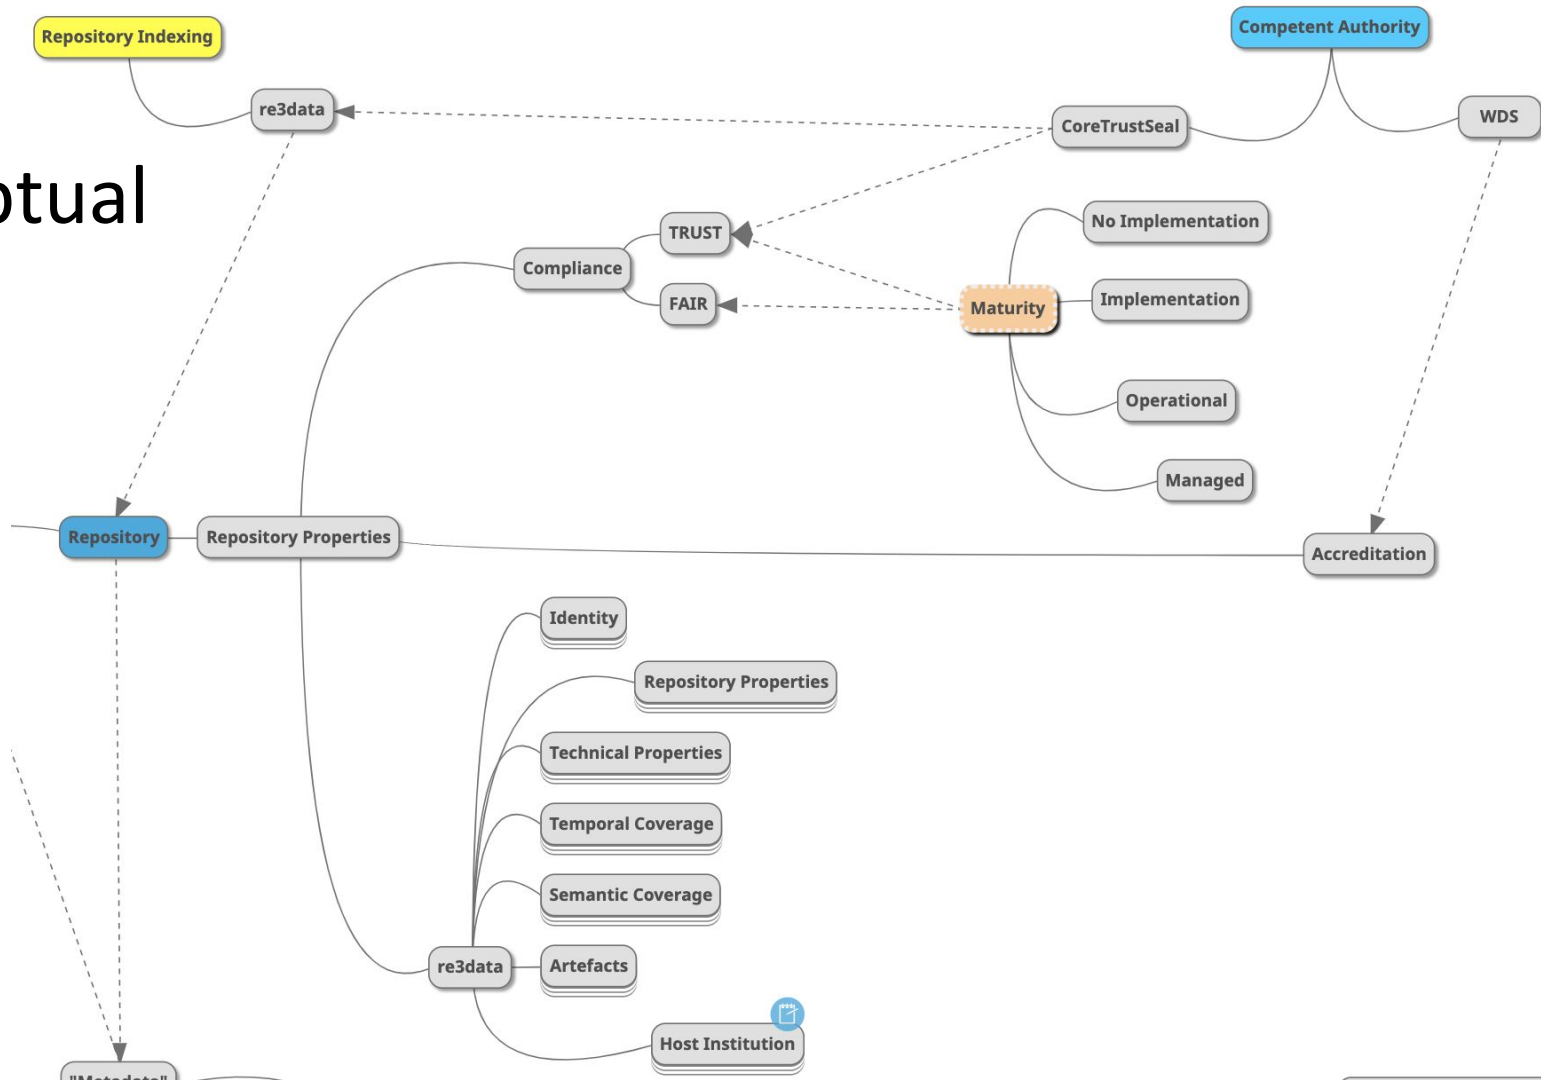 Repository Indexing
Competent Authority
re3data
CoreTrustSeal
WDS
TRUST
No Implementation
Compliance
FAIR
Maturity
Implementation
Operational
Managed
Repository
Repository Properties
Accreditation
Identity
Repository Properties
Technical Properties
Temporal Coverage
Semantic Coverage
re3data
Artefacts
Host Institution
"Metadata"